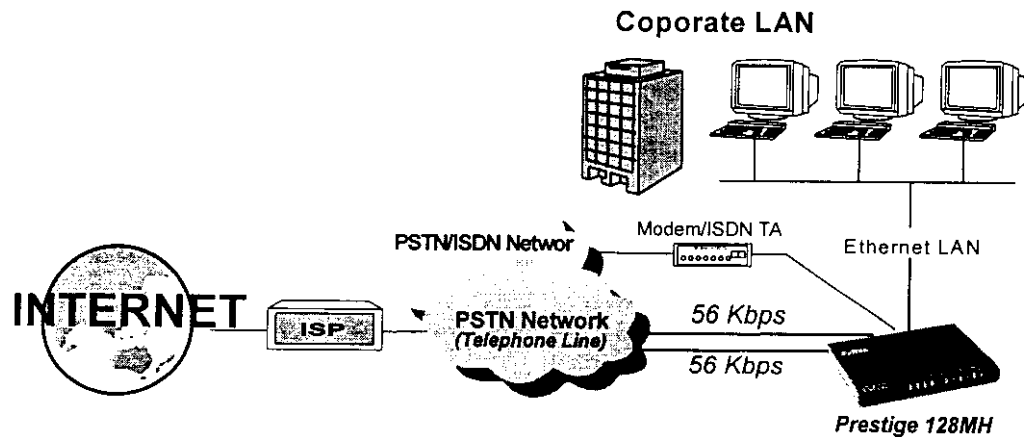 Coporate LAN
PSTN/ISDN Networ
Modem/ISDN TA
Ethernet LAN
INTERNET
ISP
PSTN Network
(Telephone Line)
56 Kbps
56 Kbps
Prestige 128MH